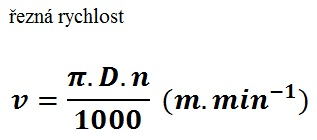 řezná rychlost
v = π.D.n / 1000 (m.min⁻¹)